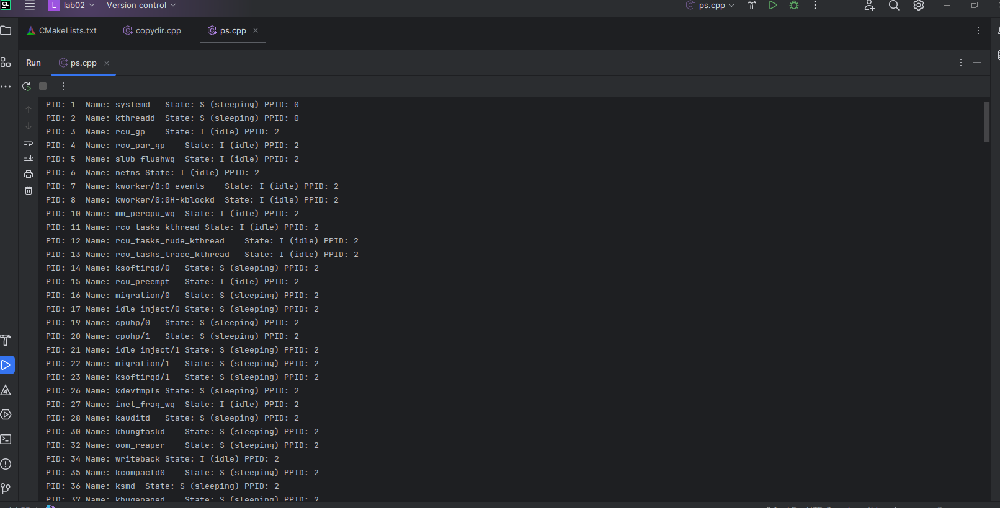 CL L lab02 Version control ps.cpp
CMakeLists.txt copydir.cpp ps.cpp
Run ps.cpp
PID: 1 Name: systemd State: S (sleeping) PPID: 0
PID: 2 Name: kthreadd State: S (sleeping) PPID: 0
PID: 3 Name: rcu_gp State: I (idle) PPID: 2
PID: 4 Name: rcu_par_gp State: I (idle) PPID: 2
PID: 5 Name: slub_flushwq State: I (idle) PPID: 2
PID: 6 Name: netns State: I (idle) PPID: 2
PID: 7 Name: kworker/0:0-events State: I (idle) PPID: 2
PID: 8 Name: kworker/0:0H-kblockd State: I (idle) PPID: 2
PID: 10 Name: mm_percpu_wq State: I (idle) PPID: 2
PID: 11 Name: rcu_tasks_kthread State: I (idle) PPID: 2
PID: 12 Name: rcu_tasks_rude_kthread State: I (idle) PPID: 2
PID: 13 Name: rcu_tasks_trace_kthread State: I (idle) PPID: 2
PID: 14 Name: ksoftirqd/0 State: S (sleeping) PPID: 2
PID: 15 Name: rcu_preempt State: I (idle) PPID: 2
PID: 16 Name: migration/0 State: S (sleeping) PPID: 2
PID: 17 Name: idle_inject/0 State: S (sleeping) PPID: 2
PID: 19 Name: cpuhp/0 State: S (sleeping) PPID: 2
PID: 20 Name: cpuhp/1 State: S (sleeping) PPID: 2
PID: 21 Name: idle_inject/1 State: S (sleeping) PPID: 2
PID: 22 Name: migration/1 State: S (sleeping) PPID: 2
PID: 23 Name: ksoftirqd/1 State: S (sleeping) PPID: 2
PID: 26 Name: kdevtmpfs State: S (sleeping) PPID: 2
PID: 27 Name: inet_frag_wq State: I (idle) PPID: 2
PID: 28 Name: kauditd State: S (sleeping) PPID: 2
PID: 30 Name: khungtaskd State: S (sleeping) PPID: 2
PID: 32 Name: oom_reaper State: S (sleeping) PPID: 2
PID: 34 Name: writeback State: I (idle) PPID: 2
PID: 35 Name: kcompactd0 State: S (sleeping) PPID: 2
PID: 36 Name: ksmd State: S (sleeping) PPID: 2
PID: 37 Name: khugepaged State: S (sleeping) PPID: 2